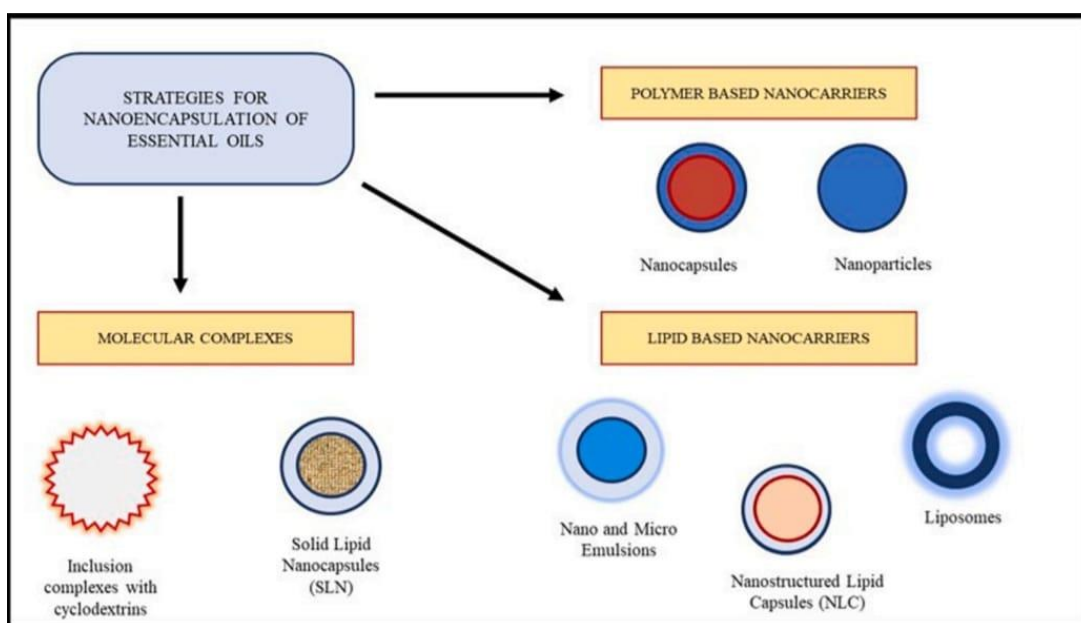 STRATEGIES FOR
NANOENCAPSULATION OF
ESSENTIAL OILS
POLYMER BASED NANOCARRIERS
Nanocapsules
Nanoparticles
MOLECULAR COMPLEXES
Inclusion
complexes with
cyclodextrins
Solid Lipid
Nanocapsules
(SLN)
LIPID BASED NANOCARRIERS
Nano and Micro
Emulsions
Nanostructured Lipid
Capsules (NLC)
Liposomes